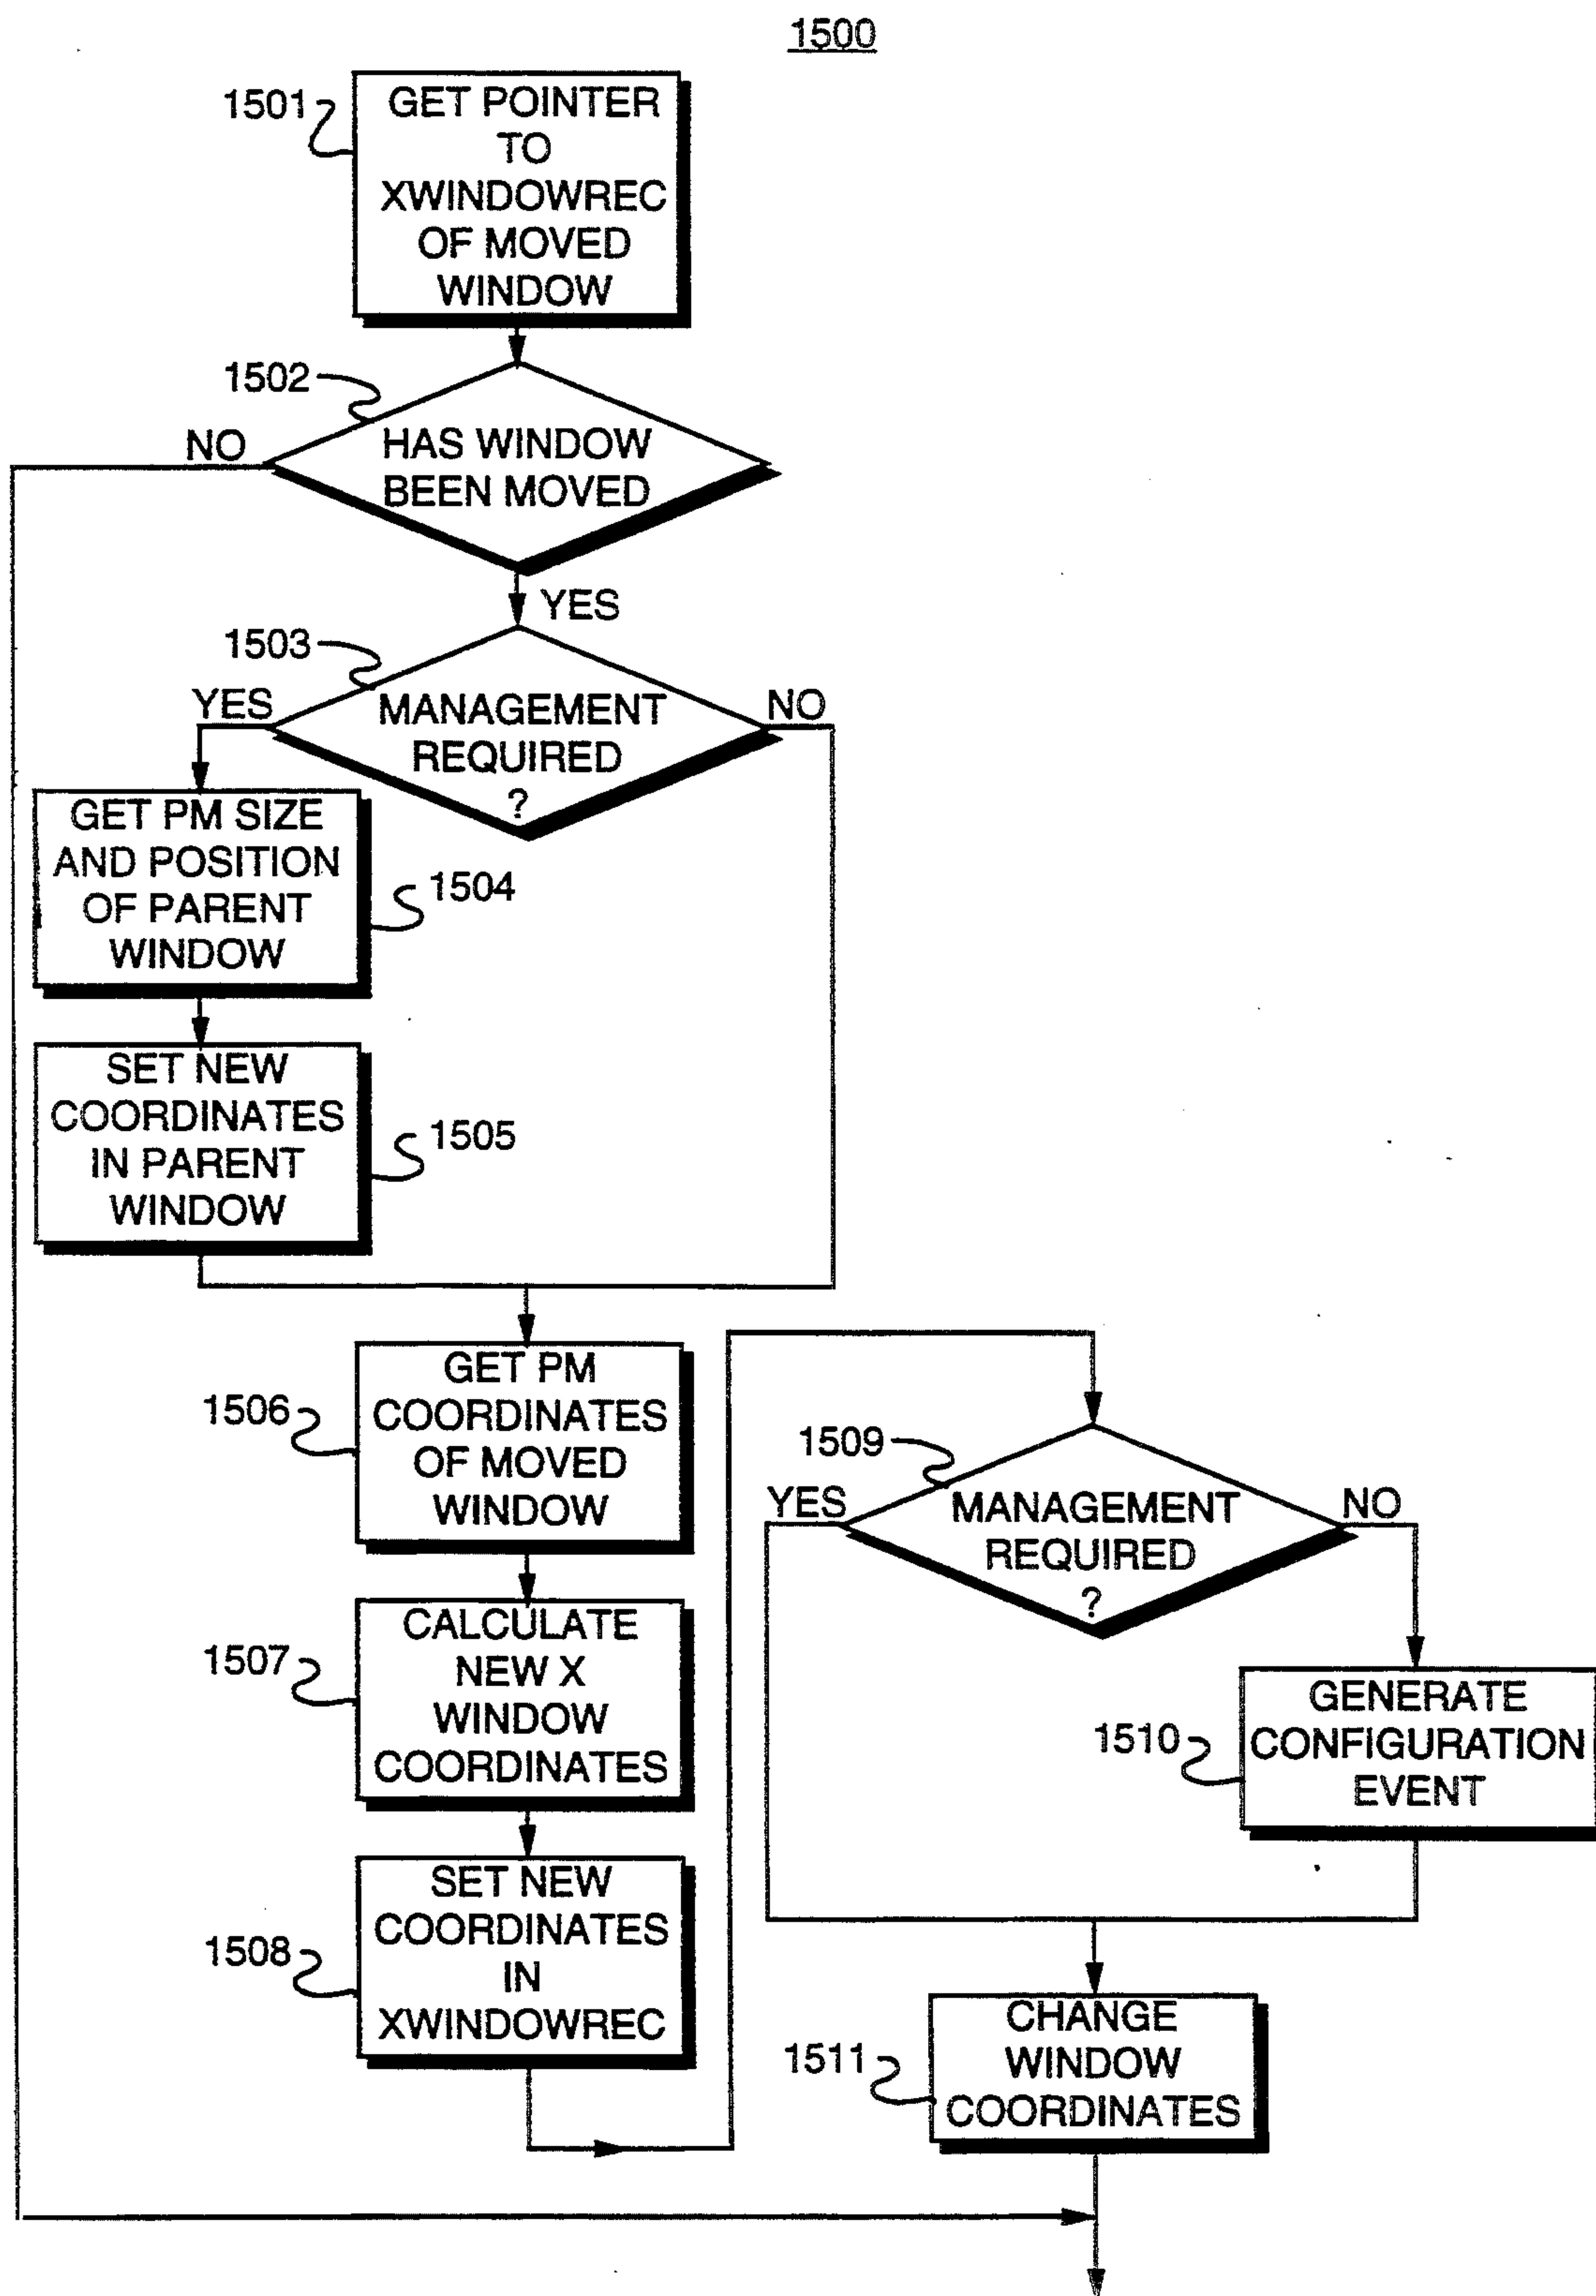 1500
1501
GET POINTER
TO
XWINDOWREC
OF MOVED
WINDOW
1502
NO
HAS WINDOW
BEEN MOVED
YES
1503
YES
MANAGEMENT
REQUIRED
?
NO
GET PM SIZE
AND POSITION
OF PARENT
WINDOW
1504
SET NEW
COORDINATES
IN PARENT
WINDOW
1505
1506
GET PM
COORDINATES
OF MOVED
WINDOW
1507
CALCULATE
NEW X
WINDOW
COORDINATES
1508
SET NEW
COORDINATES
IN
XWINDOWREC
1509
YES
MANAGEMENT
REQUIRED
?
NO
1510
GENERATE
CONFIGURATION
EVENT
1511
CHANGE
WINDOW
COORDINATES